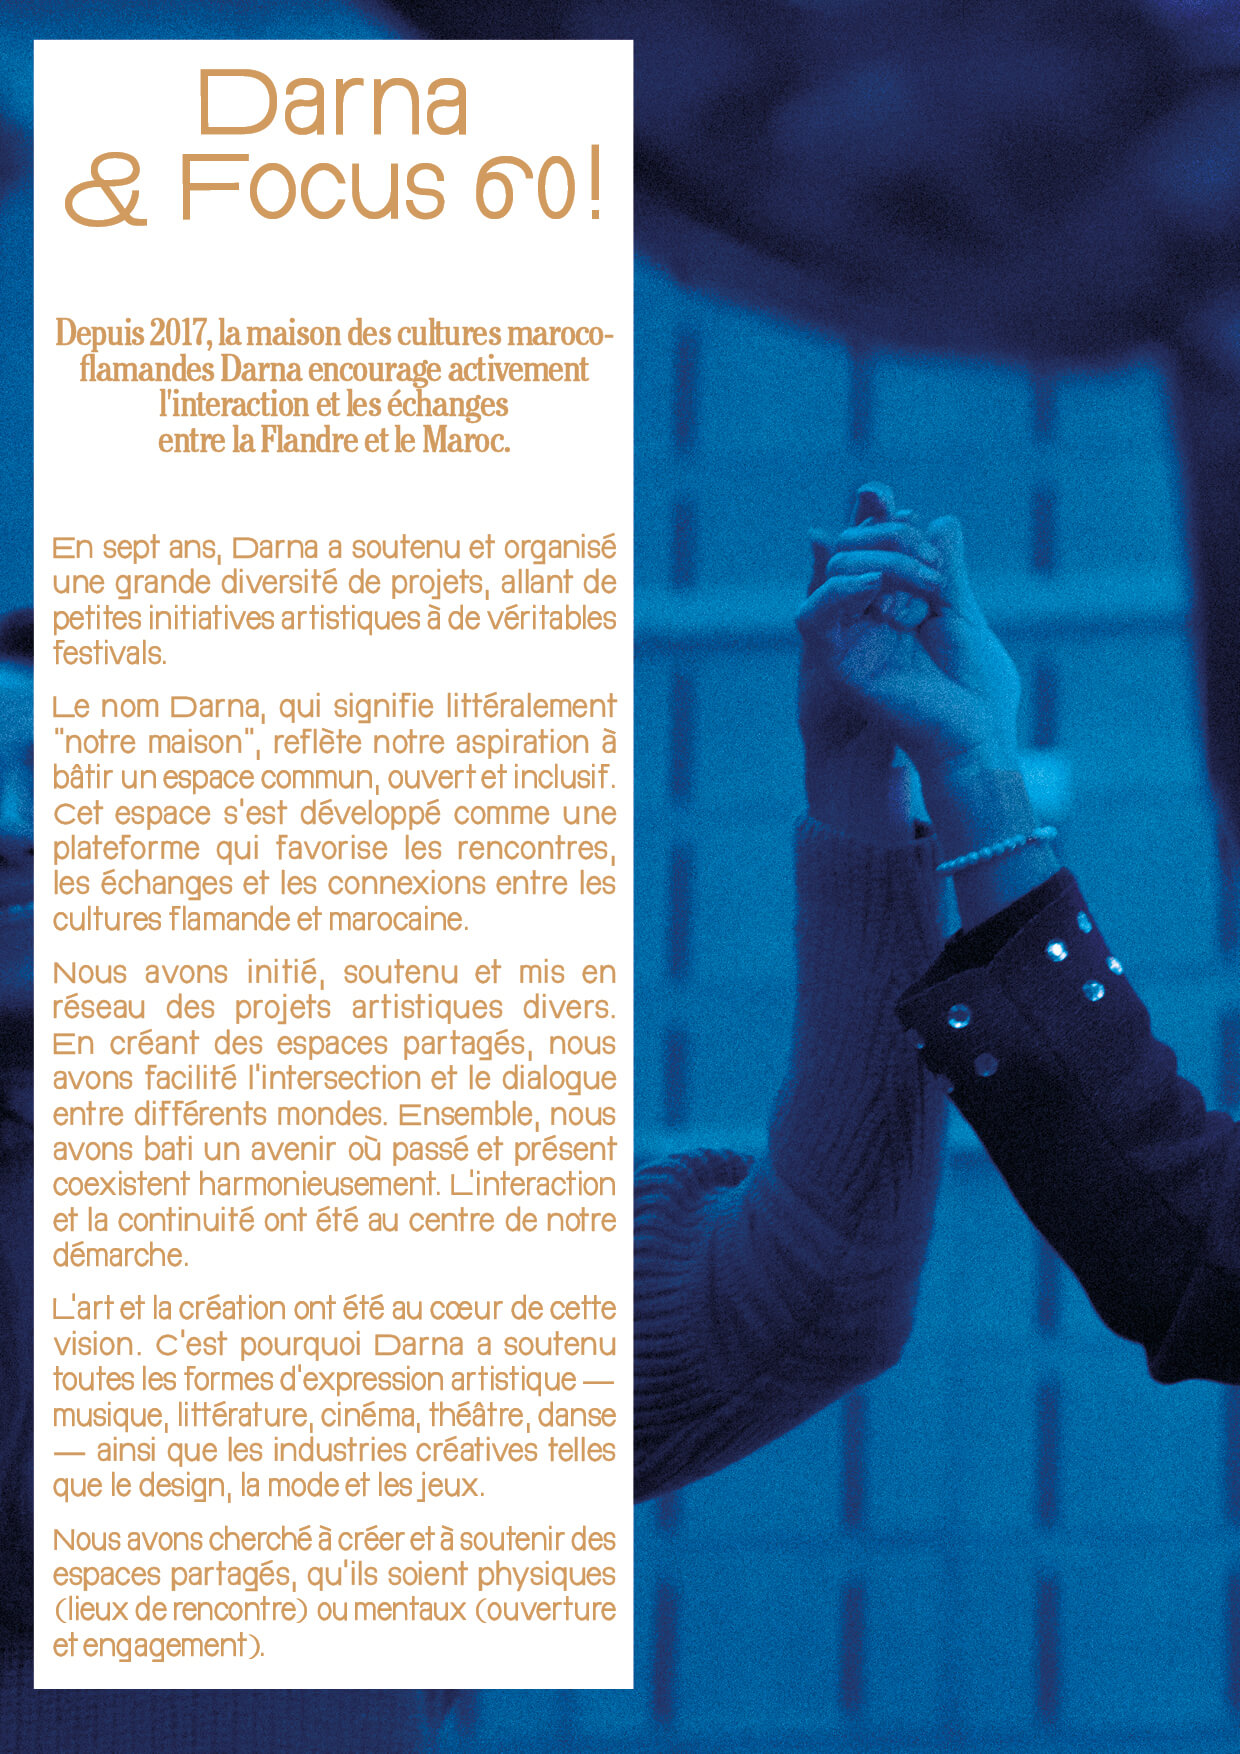 Darna
& Focus 60!
Depuis 2017, la maison des cultures maroco-
flamandes Darna encourage activement
l'interaction et les échanges
entre la Flandre et le Maroc.
En sept ans, Darna a soutenu et organisé
une grande diversité de projets, allant de
petites initiatives artistiques à de véritables
festivals.
Le nom Darna, qui signifie littéralement
"notre maison", reflète notre aspiration à
bâtir un espace commun, ouvert et inclusif.
Cet espace s'est développé comme une
plateforme qui favorise les rencontres,
les échanges et les connexions entre les
cultures flamande et marocaine.
Nous avons initié, soutenu et mis en
réseau des projets artistiques divers.
En créant des espaces partagés, nous
avons facilité l'intersection et le dialogue
entre différents mondes. Ensemble, nous
avons bati un avenir où passé et présent
coexistent harmonieusement. L'interaction
et la continuité ont été au centre de notre
démarche.
L'art et la création ont été au cœur de cette
vision. C'est pourquoi Darna a soutenu
toutes les formes d'expression artistique —
musique, littérature, cinéma, théâtre, danse
— ainsi que les industries créatives telles
que le design, la mode et les jeux.
Nous avons cherché à créer et à soutenir des
espaces partagés, qu'ils soient physiques
(lieux de rencontre) ou mentaux (ouverture
et engagement).